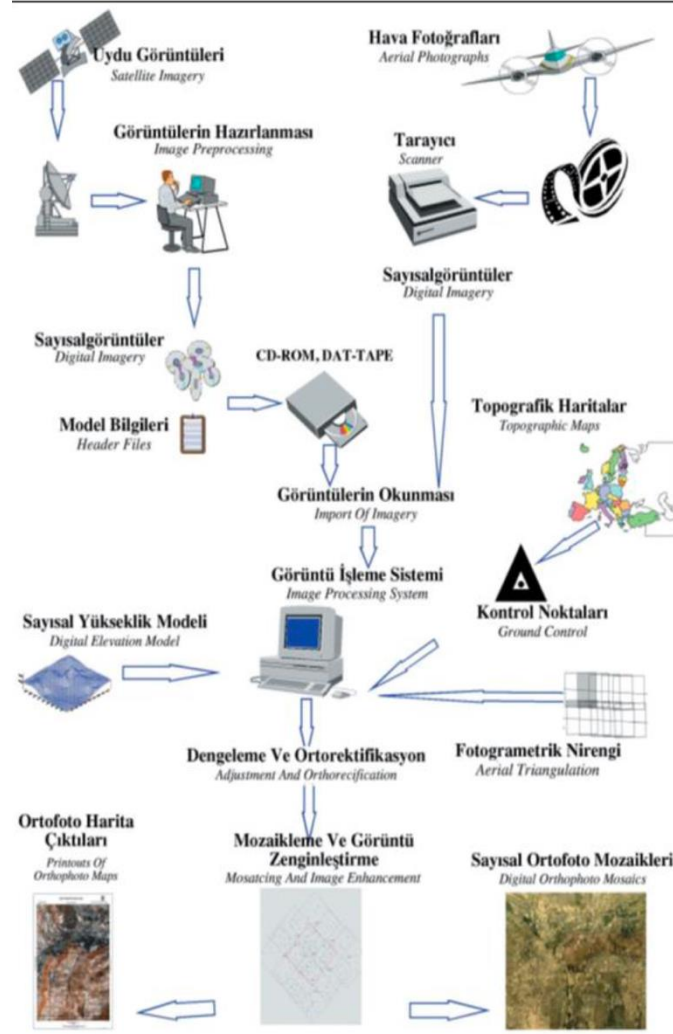 Uydu Görüntüleri
Satellite Imagery
Hava Fotoğrafları
Aerial Photographs
Görüntülerin Hazırlanması
Image Preprocessing
Tarayıcı
Scanner
Sayısalgörüntüler
Digital Imagery
Sayısalgörüntüler
Digital Imagery
CD-ROM, DAT-TAPE
Model Bilgileri
Header Files
Topografik Haritalar
Topographic Maps
Görüntülerin Okunması
Import Of Imagery
Görüntü İşleme Sistemi
Image Processing System
Kontrol Noktaları
Ground Control
Sayısal Yükseklik Modeli
Digital Elevation Model
Dengeleme Ve Ortorektifikasyon
Adjustment And Orthorecification
Fotogrametrik Nirengi
Aerial Triangulation
Ortofoto Harita
Çıktıları
Printouts Of
Orthophoto Maps
Mozaikleme Ve Görüntü
Zenginleştirme
Mosatcing And Image Enhancement
Sayısal Ortofoto Mozaikleri
Digital Orthophoto Mosaics